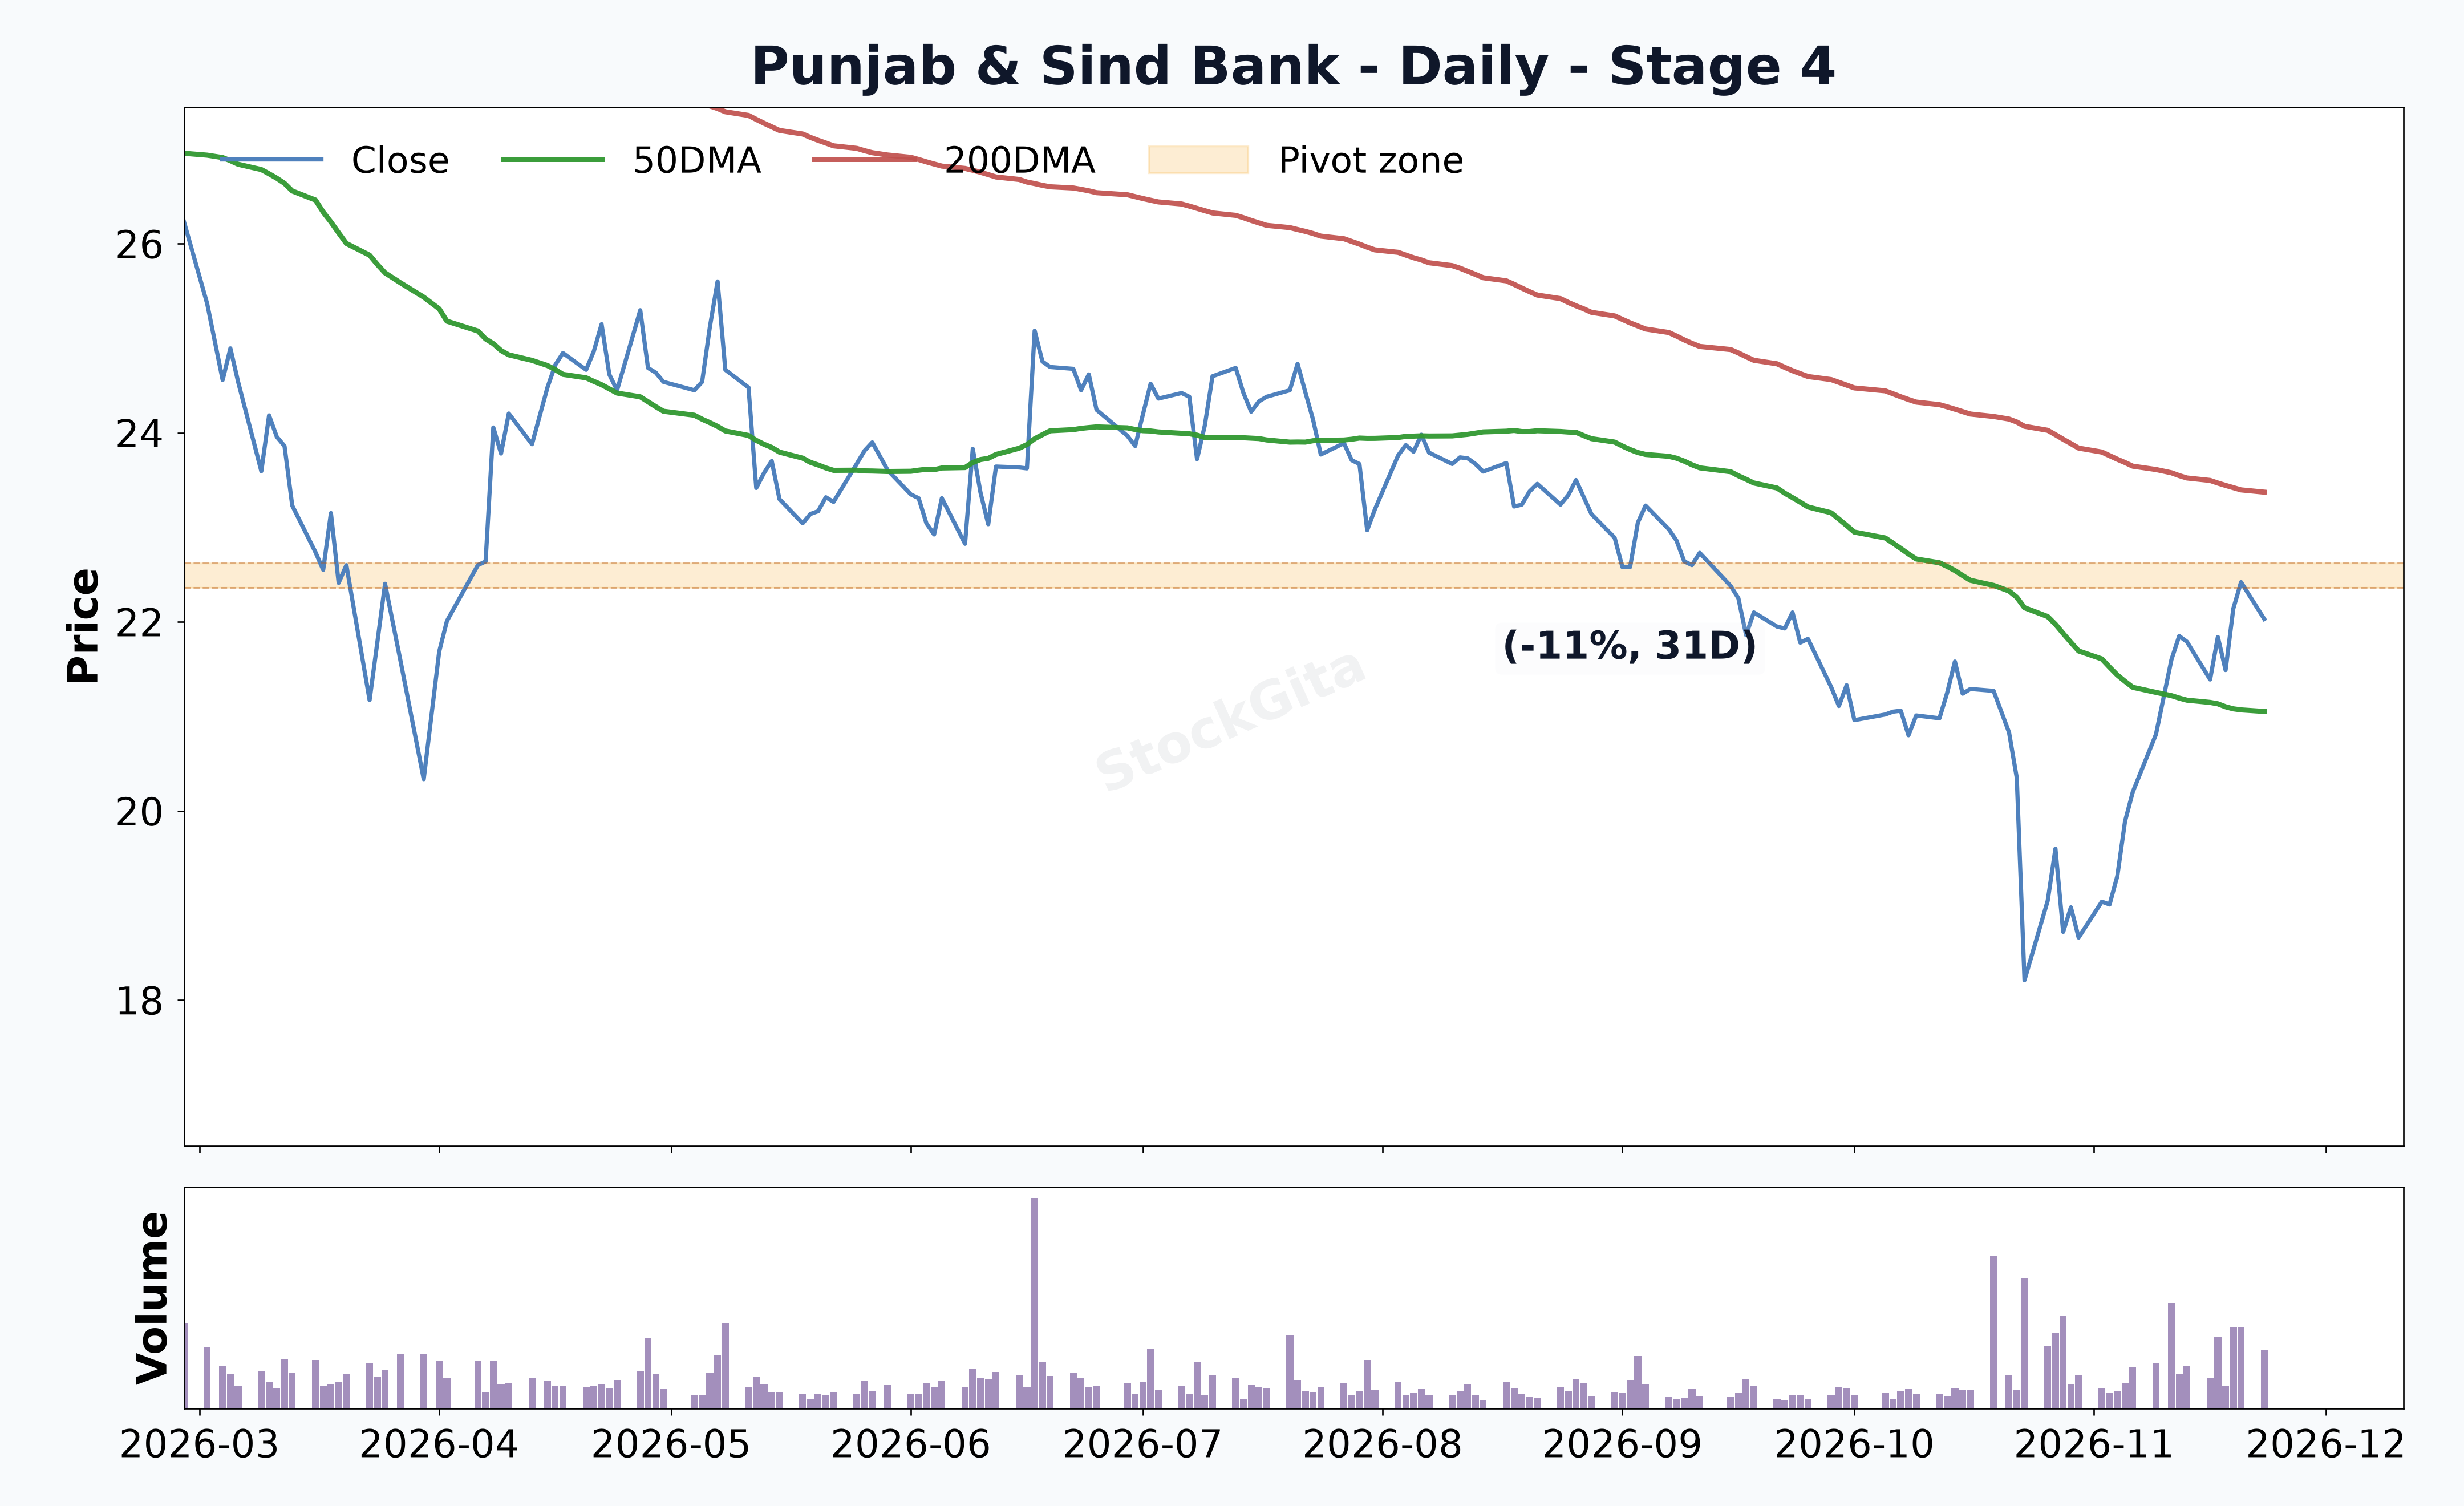 Punjab & Sind Bank - Daily - Stage 4
Close 50DMA 200DMA Pivot zone
26
24
22
20
18
Price
(-11%, 31D)
StockGita
Volume
2026-03 2026-04 2026-05 2026-06 2026-07 2026-08 2026-09 2026-10 2026-11 2026-12